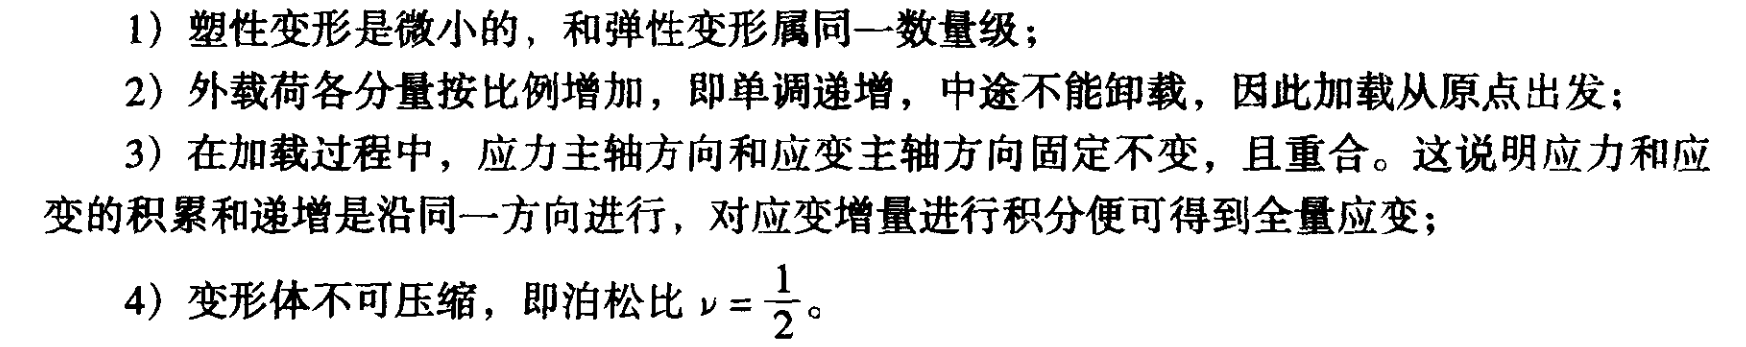 1）塑性变形是微小的，和弹性变形属同一数量级；
2）外载荷各分量按比例增加，即单调递增，中途不能卸载，因此加载从原点出发；
3）在加载过程中，应力主轴方向和应变主轴方向固定不变，且重合。这说明应力和应
变的积累和递增是沿同一方向进行，对应变增量进行积分便可得到全量应变；
4）变形体不可压缩，即泊松比 ν = 1/2。